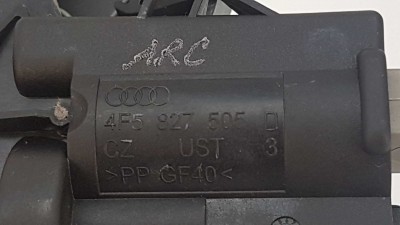 ARC
4F5 827 505 D
CZ UST 3
>PP GF40<